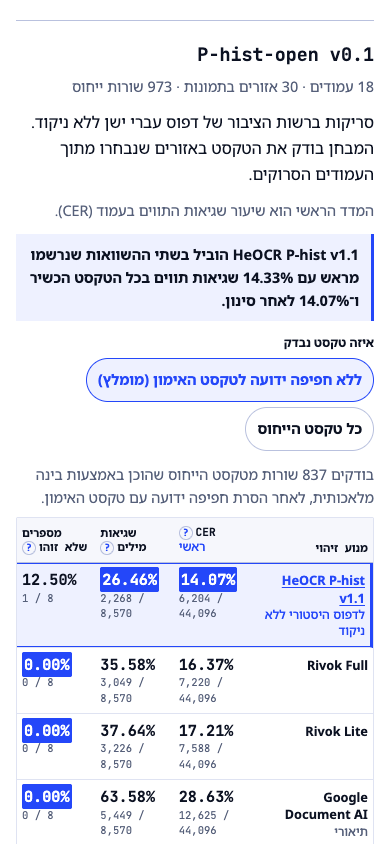 P-hist-open v0.1
18 עמודים · 30 אזורים בתמונות · 973 שורות ייחוס
סריקות ברשות הציבור של דפוס עברי ישן ללא ניקוד.
המבחן בודק את הטקסט באזורים שנבחרו מתוך
העמודים הסרוקים.
המדד הראשי הוא שיעור שגיאות התווים בעמוד (CER).
HeOCR P-hist v1.1 הוביל בשתי ההשוואות שנרשמו
מראש עם 14.33% שגיאות תווים בכל הטקסט הכשיר
ו־14.07% לאחר סינון.
איזה טקסט נבדק
ללא חפיפה ידועה לטקסט האימון (מומלץ)
כל טקסט הייחוס
בודקים 837 שורות מטקסט הייחוס שהוכן באמצעות בינה
מלאכותית, לאחר הסרת חפיפה ידועה עם טקסט האימון.
מנוע זיהוי
CER ?
ראשי
שגיאות
מילים ?
מספרים
שלא זוהו ?
HeOCR P-hist
v1.1
לדפוס היסטורי ללא
ניקוד
14.07%
6,204 /
44,096
26.46%
2,268 /
8,570
12.50%
1 / 8
Rivok Full
16.37%
7,220 /
44,096
35.58%
3,049 /
8,570
0.00%
0 / 8
Rivok Lite
17.21%
7,588 /
44,096
37.64%
3,226 /
8,570
0.00%
0 / 8
Google
Document AI
תיאורי
28.63%
12,625 /
44,096
63.58%
5,449 /
8,570
0.00%
0 / 8